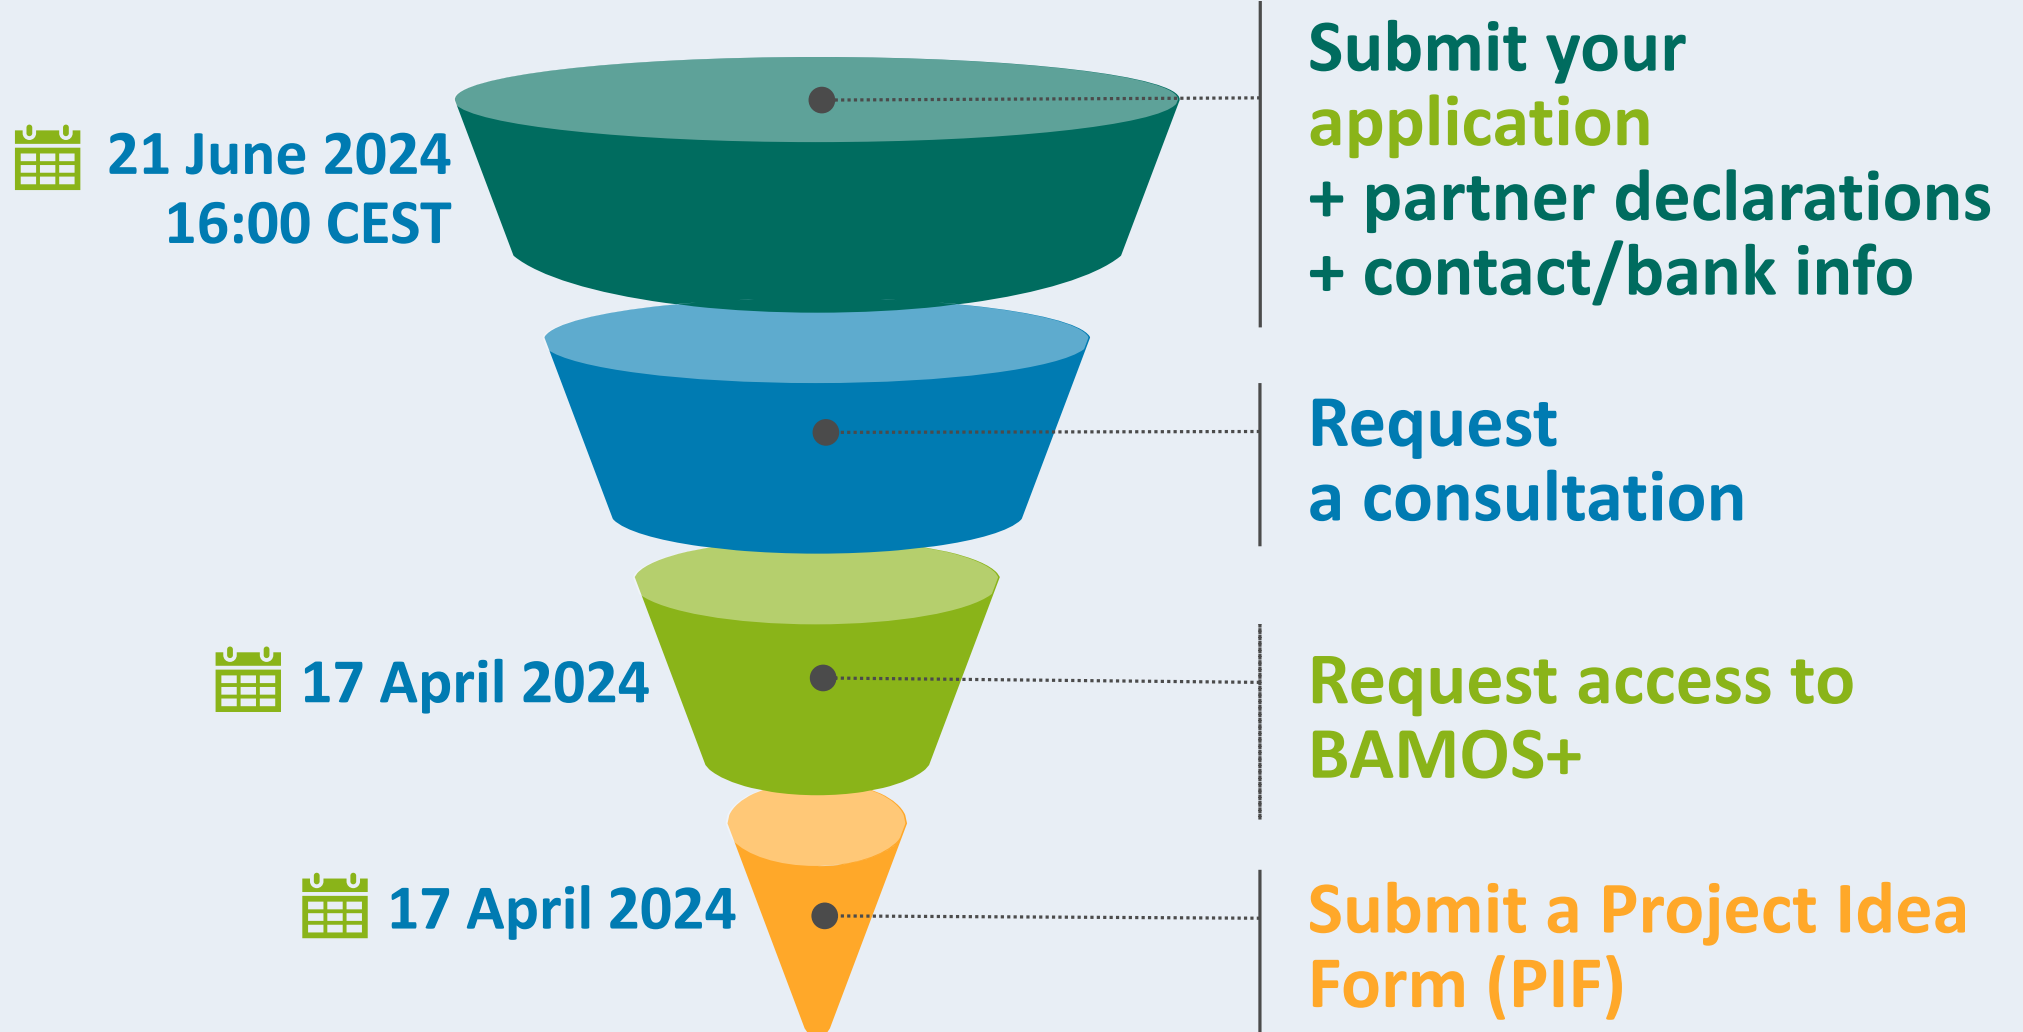 21 June 2024
16:00 CEST
Submit your
application
+ partner declarations
+ contact/bank info
Request
a consultation
17 April 2024
Request access to
BAMOS+
17 April 2024
Submit a Project Idea
Form (PIF)